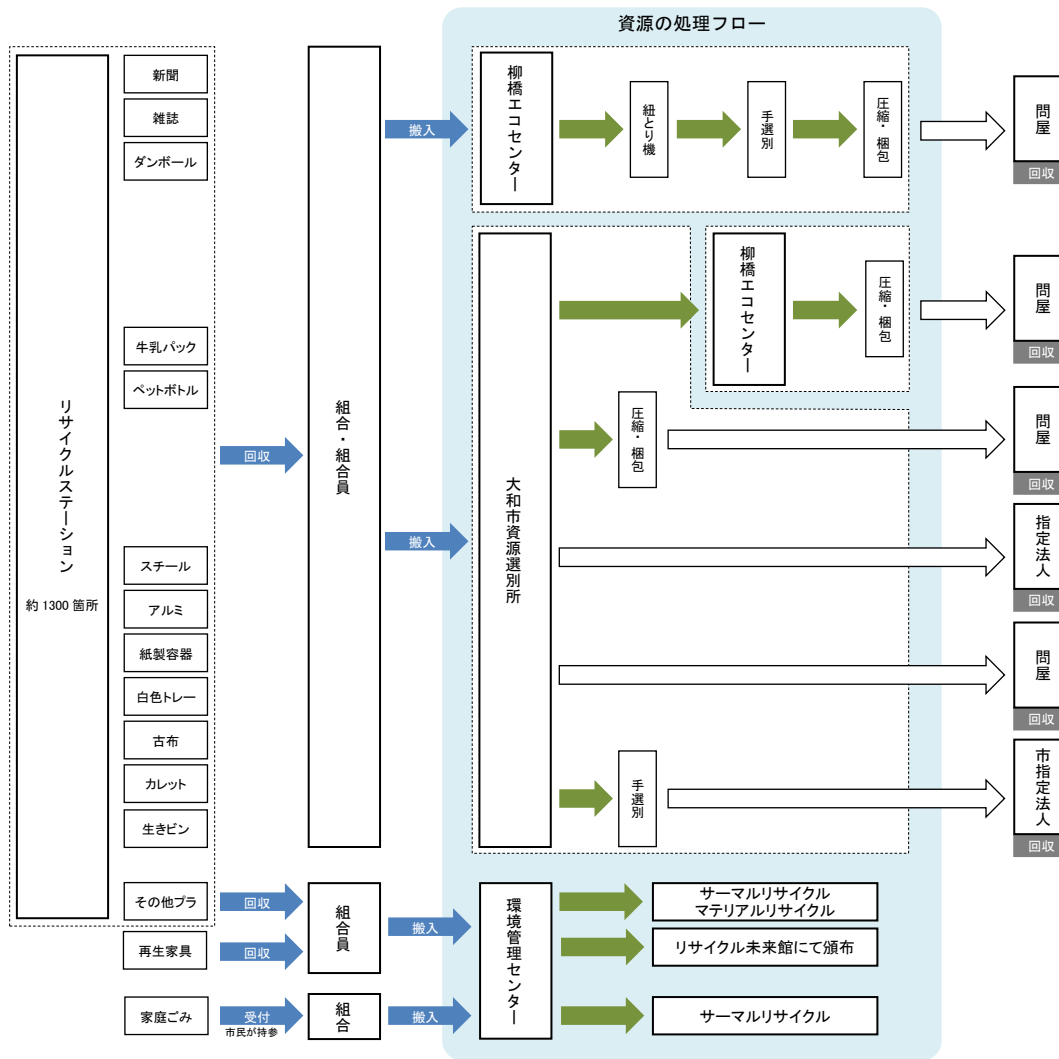 資源の処理フロー
リサイクルステーション
約1300箇所
新聞
雑誌
ダンボール
牛乳パック
ペットボトル
スチール
アルミ
紙製容器
白色トレー
古布
カレット
生きビン
その他プラ
再生家具
家庭ごみ
回収
回収
回収
受付
市民が持参
組合・組合員
組合員
組合
搬入
搬入
搬入
搬入
柳橋エコセンター
紐とり機
手選別
圧縮・梱包
問屋
回収
大和市資源選別所
柳橋エコセンター
圧縮・梱包
問屋
回収
圧縮・梱包
問屋
回収
指定法人
回収
問屋
回収
手選別
市指定法人
回収
環境管理センター
サーマルリサイクル
マテリアルリサイクル
リサイクル未来館にて頒布
サーマルリサイクル